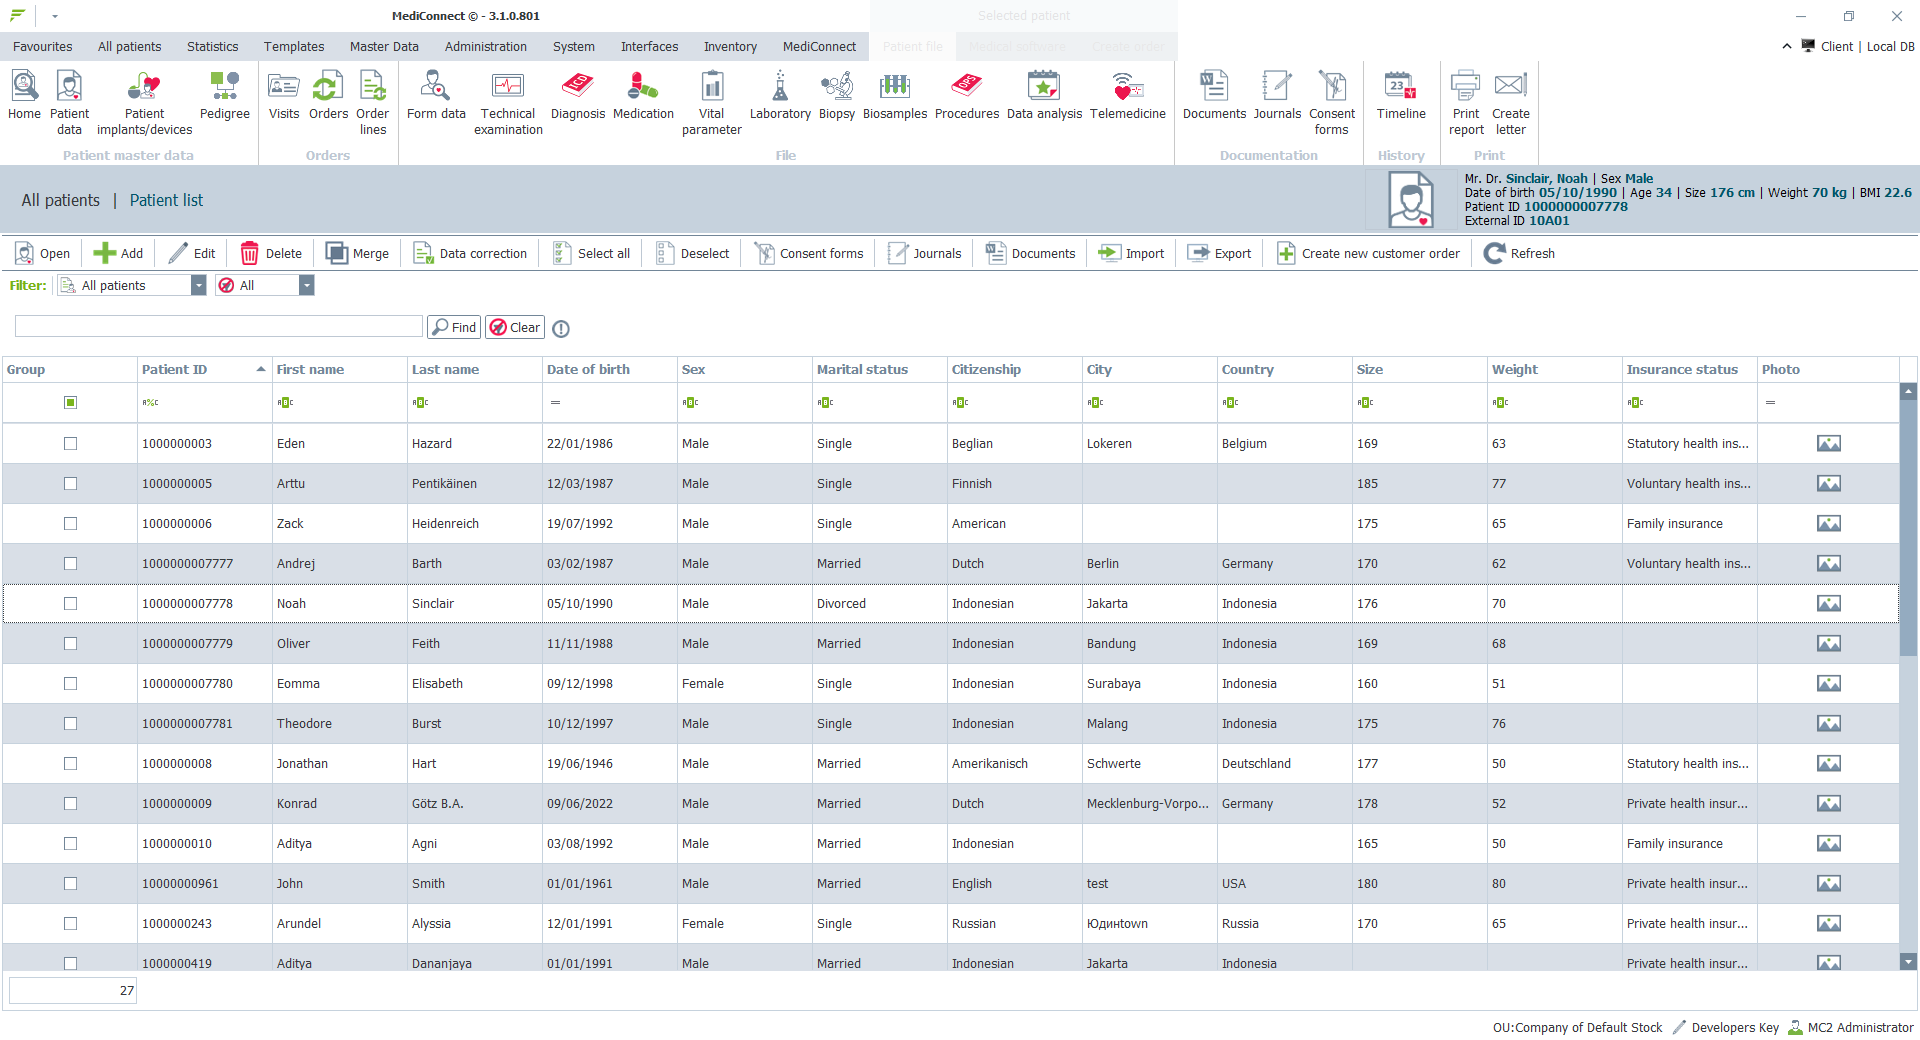 MediConnect © - 3.1.0.801
Selected patient
Favourites All patients Statistics Templates Master Data Administration System Interfaces Inventory MediConnect Patient file Medical software Create order Client | Local DB
Home Patient data Patient implants/devices Pedigree Visits Orders Order lines Form data Technical examination Diagnosis Medication Vital parameter Laboratory Biopsy Biosamples Procedures Data analysis Telemedicine Documents Journals Consent forms Timeline Print report Create letter
Patient master data Orders File Documentation History Print
All patients | Patient list
Mr. Dr. Sinclair, Noah | Sex Male
Date of birth 05/10/1990 | Age 34 | Size 176 cm | Weight 70 kg | BMI 22.6
Patient ID 1000000007778
External ID 10A01
Open Add Edit Delete Merge Data correction Select all Deselect Consent forms Journals Documents Import Export Create new customer order Refresh
Filter: All patients All
Find Clear
Group Patient ID First name Last name Date of birth Sex Marital status Citizenship City Country Size Weight Insurance status Photo
1000000003 Eden Hazard 22/01/1986 Male Single Beglian Lokeren Belgium 169 63 Statutory health ins...
1000000005 Arttu Pentikäinen 12/03/1987 Male Single Finnish 185 77 Voluntary health ins...
1000000006 Zack Heidenreich 19/07/1992 Male Single American 175 65 Family insurance
1000000007777 Andrej Barth 03/02/1987 Male Married Dutch Berlin Germany 170 62 Voluntary health ins...
1000000007778 Noah Sinclair 05/10/1990 Male Divorced Indonesian Jakarta Indonesia 176 70
1000000007779 Oliver Feith 11/11/1988 Male Married Indonesian Bandung Indonesia 169 68
1000000007780 Eomma Elisabeth 09/12/1998 Female Single Indonesian Surabaya Indonesia 160 51
1000000007781 Theodore Burst 10/12/1997 Male Single Indonesian Malang Indonesia 175 76
1000000008 Jonathan Hart 19/06/1946 Male Married Amerikanisch Schwerte Deutschland 177 50 Statutory health ins...
1000000009 Konrad Götz B.A. 09/06/2022 Male Married Dutch Mecklenburg-Vorpo... Germany 178 52 Private health insur...
1000000010 Aditya Agni 03/08/1992 Male Married Indonesian 165 50 Family insurance
10000000961 John Smith 01/01/1961 Male Married English test USA 180 80 Private health insur...
1000000243 Arundel Alyssia 12/01/1991 Female Single Russian Юдинtown Russia 170 65 Private health insur...
1000000419 Aditya Dananjaya 01/01/1991 Male Married Indonesian Jakarta Indonesia Private health insur...
27
OU:Company of Default Stock Developers Key MC2 Administrator